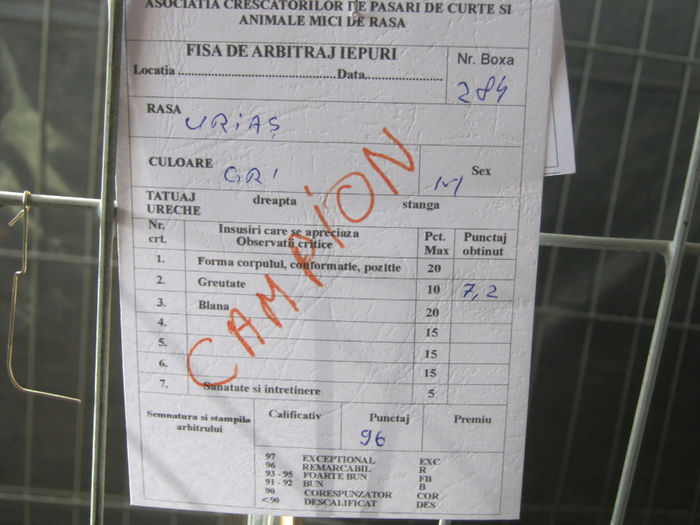 ASOCIATIA CRESCATORILOR DE PASARI DE CURTE SI
ANIMALE MICI DE RASA
FISA DE ARBITRAJ IEPURI
Nr. Boxa
Locatia ................................................Data........................
284
RASA URIAȘ
CULOARE GRI
M Sex
TATUAJ dreapta stanga
URECHE
Nr. crt. Insusiri care se apreciaza Observatii critice Pct. Max Punctaj obtinut
1. Forma corpului, conformatie, pozitie 20
2. Greutate 10 7,2
3. Blana 20
4. 15
5. 15
6. 15
7. Sanatate si intretinere 5
CAMPION
Semnatura si stampila arbitrului
Calificativ Punctaj Premiu
96
97 EXCEPTIONAL EXC
96 REMARCABIL R
93 - 95 FOARTE BUN FB
91 - 92 BUN B
90 CORESPUNZATOR COR
<90 DESCALIFICAT DES